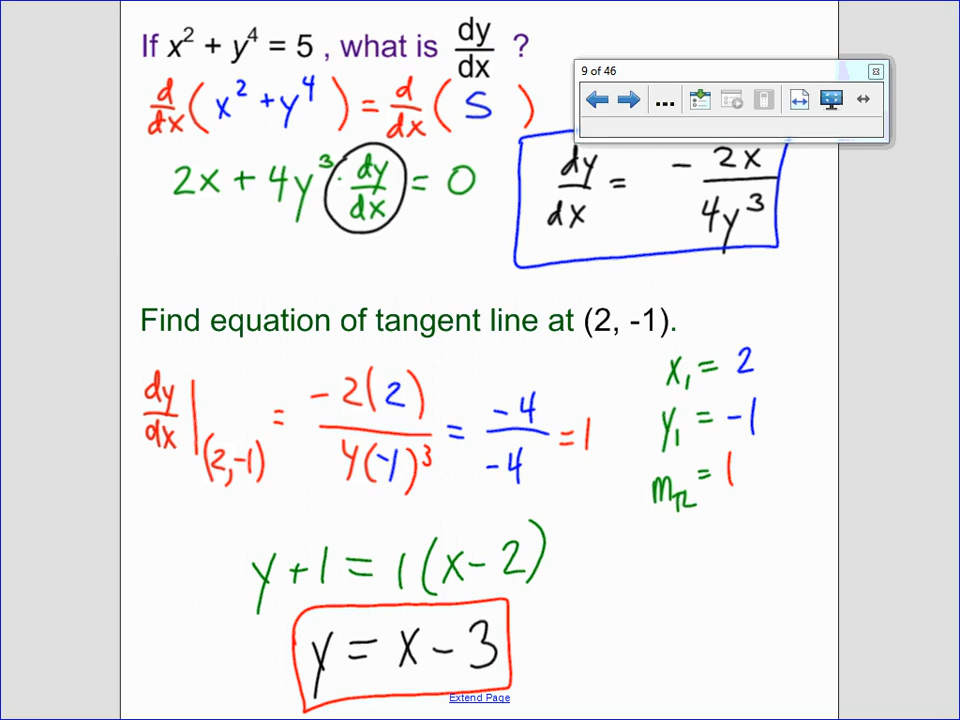 If x² + y⁴ = 5 , what is dy/dx ?
9 of 46
d/dx ( x² + y⁴ ) = d/dx ( 5 )
2x + 4y³ · dy/dx = 0
dy/dx = - 2x/4y³
Find equation of tangent line at (2, -1).
x₁ = 2
y₁ = -1
m_TL = 1
dy/dx |(2,-1) = -2(2)/4(-1)³ = -4/-4 = 1
y + 1 = 1(x - 2)
y = x - 3
Extend Page